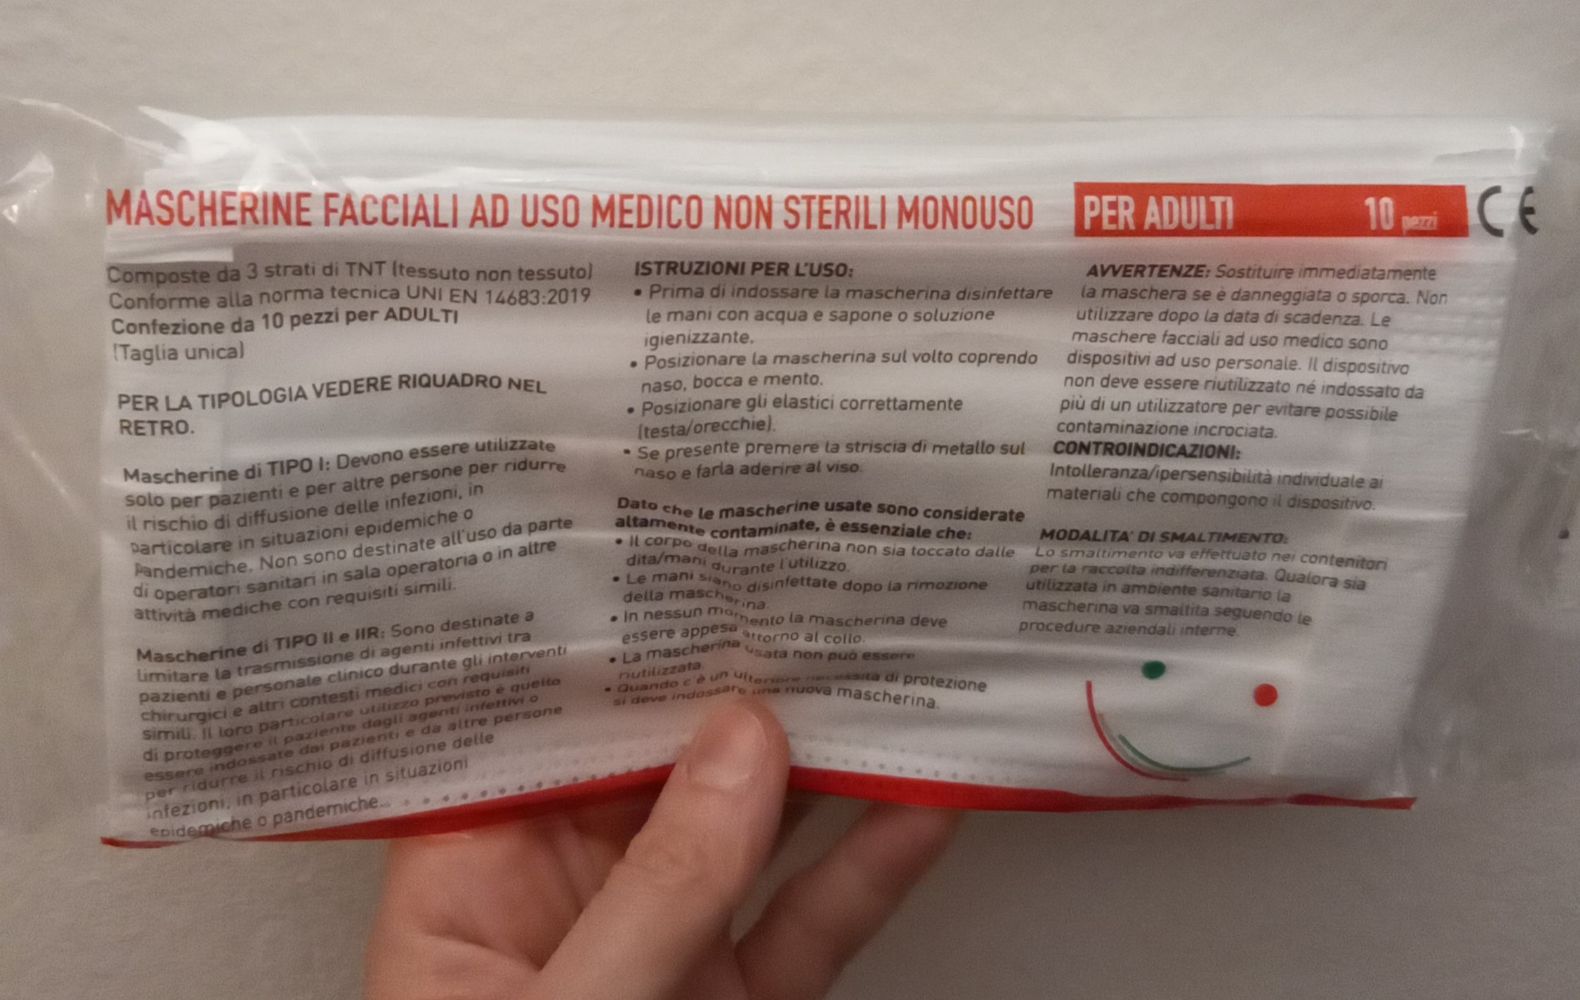 MASCHERINE FACCIALI AD USO MEDICO NON STERILI MONOUSO
PER ADULTI
10 pezzi
CE
Composte da 3 strati di TNT (tessuto non tessuto)
Conforme alla norma tecnica UNI EN 14683:2019
Confezione da 10 pezzi per ADULTI
(Taglia unica)
PER LA TIPOLOGIA VEDERE RIQUADRO NEL
RETRO.
Mascherine di TIPO I: Devono essere utilizzate
solo per pazienti e per altre persone per ridurre
il rischio di diffusione delle infezioni, in
particolare in situazioni epidemiche o
Pandemiche. Non sono destinate all'uso da parte
di operatori sanitari in sala operatoria o in altre
attività mediche con requisiti simili.
Mascherine di TIPO II e IIR: Sono destinate a
limitare la trasmissione di agenti infettivi tra
pazienti e personale clinico durante gli interventi
chirurgici e altri contesti medici con requisiti
simili. Il loro particolare utilizzo previsto è quello
di proteggere il paziente dagli agenti infettivi o
essere indossate dai pazienti e da altre persone
per ridurre il rischio di diffusione delle
infezioni, in particolare in situazioni
epidemiche o pandemiche...
ISTRUZIONI PER L'USO:
• Prima di indossare la mascherina disinfettare
le mani con acqua e sapone o soluzione
igienizzante.
• Posizionare la mascherina sul volto coprendo
naso, bocca e mento.
• Posizionare gli elastici correttamente
(testa/orecchie).
• Se presente premere la striscia di metallo sul
naso e farla aderire al viso.
Dato che le mascherine usate sono considerate
altamente contaminate, è essenziale che:
• Il corpo della mascherina non sia toccato dalle
dita/mani durante l'utilizzo.
• Le mani siano disinfettate dopo la rimozione
della mascherina.
• In nessun momento la mascherina deve
essere appesa attorno al collo.
• La mascherina usata non può essere
riutilizzata.
• Quando c'è un ulteriore necessità di protezione
si deve indossare una nuova mascherina.
AVVERTENZE: Sostituire immediatamente
la maschera se è danneggiata o sporca. Non
utilizzare dopo la data di scadenza. Le
maschere facciali ad uso medico sono
dispositivi ad uso personale. Il dispositivo
non deve essere riutilizzato né indossato da
più di un utilizzatore per evitare possibile
contaminazione incrociata.
CONTROINDICAZIONI:
Intolleranza/ipersensibilità individuale ai
materiali che compongono il dispositivo.
MODALITA' DI SMALTIMENTO:
Lo smaltimento va effettuato nei contenitori
per la raccolta indifferenziata. Qualora sia
utilizzata in ambiente sanitario la
mascherina va smaltita seguendo le
procedure aziendali interne.